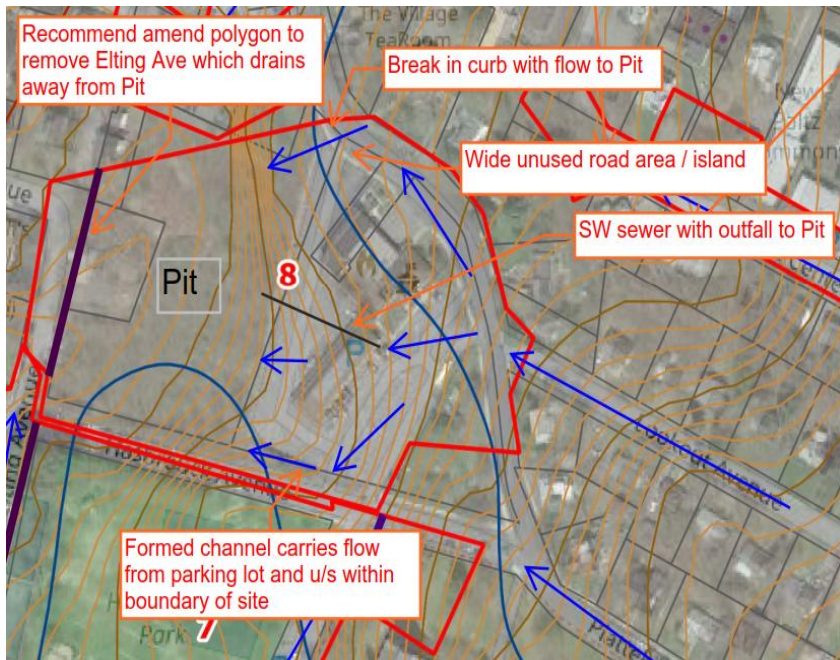 The Village
TeaRoom
Recommend amend polygon to
remove Elting Ave which drains
away from Pit
Break in curb with flow to Pit
Wide unused road area / island
SW sewer with outfall to Pit
Pit
8
Lookout Avenue
Formed channel carries flow
from parking lot and u/s within
boundary of site
Park
7